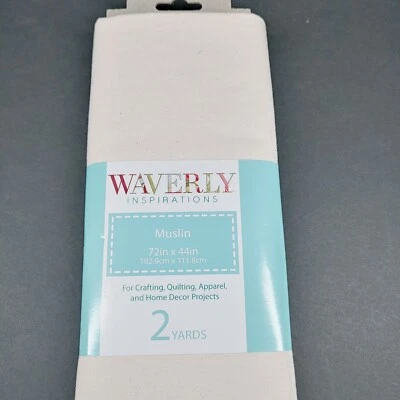 WAVERLY
INSPIRATIONS
Muslin
72in x 44in
182.9cm x 111.8cm
For Crafting, Quilting, Apparel,
and Home Decor Projects
2 YARDS